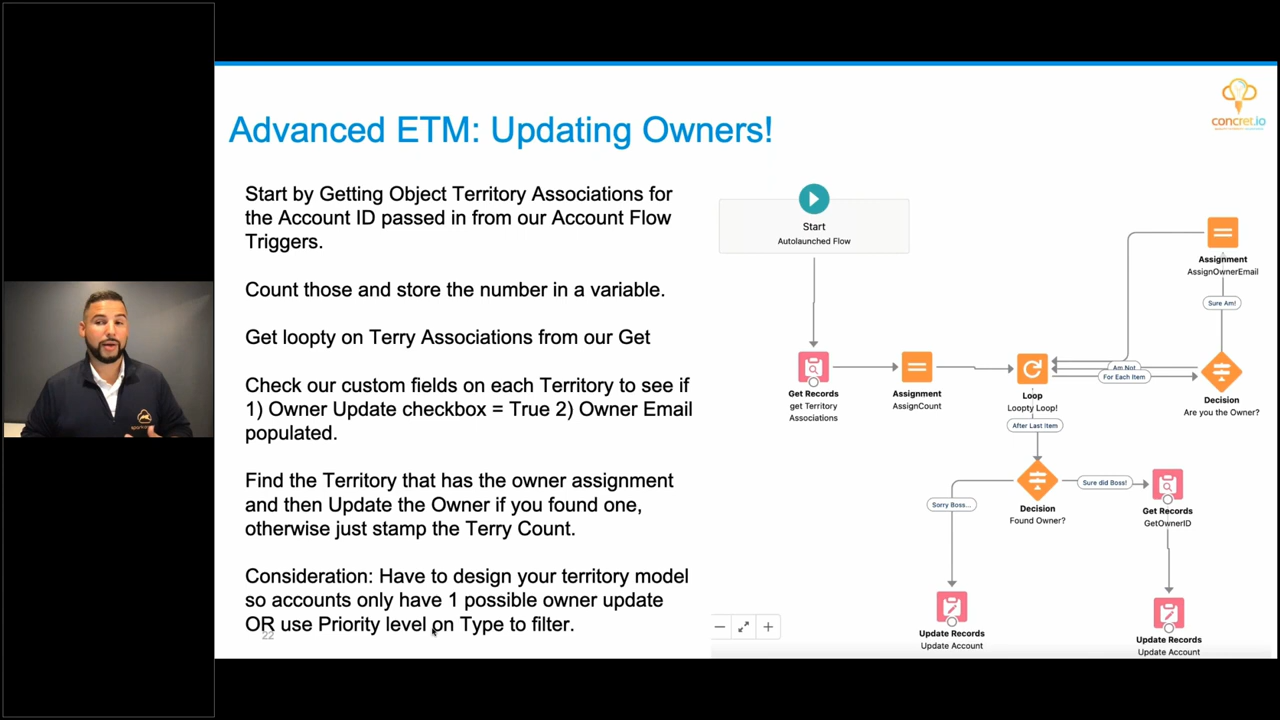 Advanced ETM: Updating Owners!
concret.io
Start by Getting Object Territory Associations for
the Account ID passed in from our Account Flow
Triggers.
Count those and store the number in a variable.
Get loopty on Terry Associations from our Get
Check our custom fields on each Territory to see if
1) Owner Update checkbox = True 2) Owner Email
populated.
Find the Territory that has the owner assignment
and then Update the Owner if you found one,
otherwise just stamp the Terry Count.
Consideration: Have to design your territory model
so accounts only have 1 possible owner update
OR use Priority level on Type to filter.
22
Start
Autolaunched Flow
Get Records
get Territory
Associations
Assignment
AssignCount
Loop
Loopty Loop!
Am Not
For Each Item
Decision
Are you the Owner?
Sure Am!
Assignment
AssignOwnerEmail
After Last Item
Decision
Found Owner?
Sorry Boss...
Sure did Boss!
Get Records
GetOwnerID
Update Records
Update Account
Update Records
Update Account